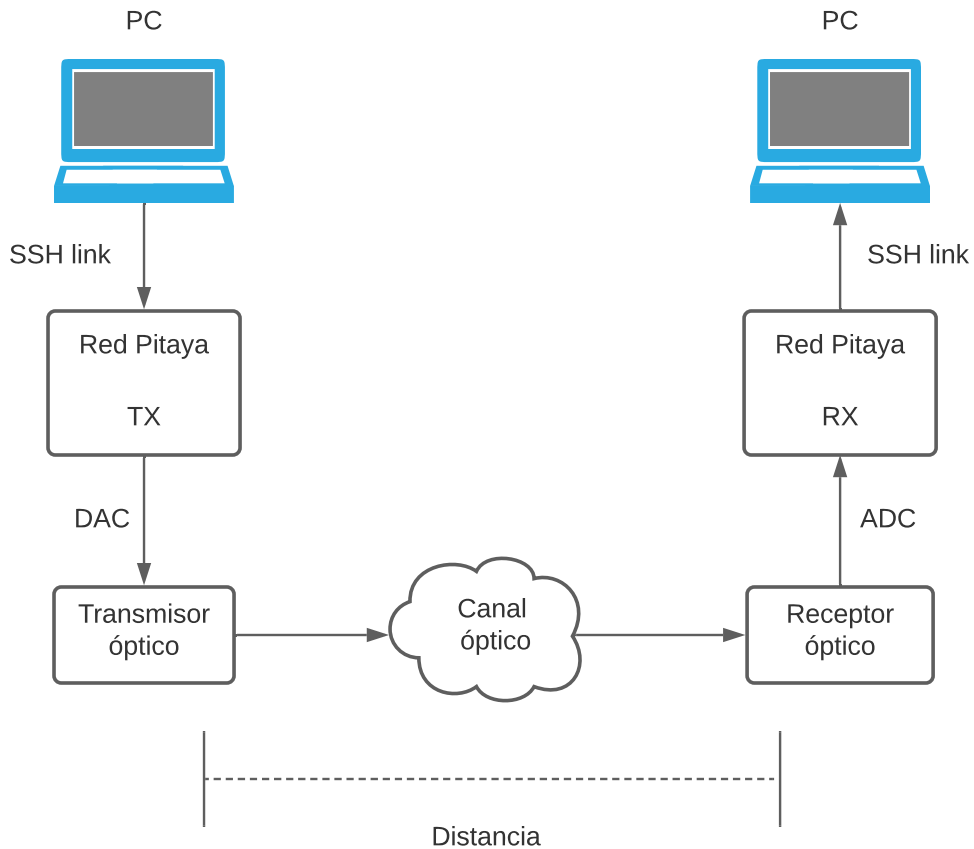 PC
PC
SSH link
SSH link
Red Pitaya
TX
Red Pitaya
RX
DAC
ADC
Transmisor
óptico
Canal
óptico
Receptor
óptico
Distancia